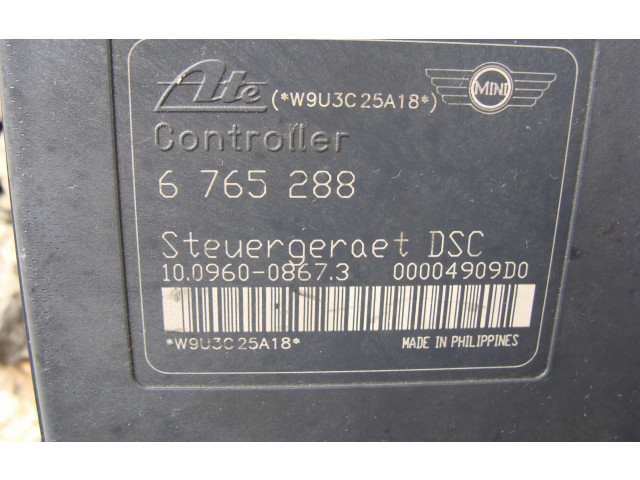 Ate (*W9U3C25A18*) MINI
Controller
6 765 288
Steuergeraet DSC
10.0960-0867.3 00004909D0
*W9U3C25A18* MADE IN PHILIPPINES